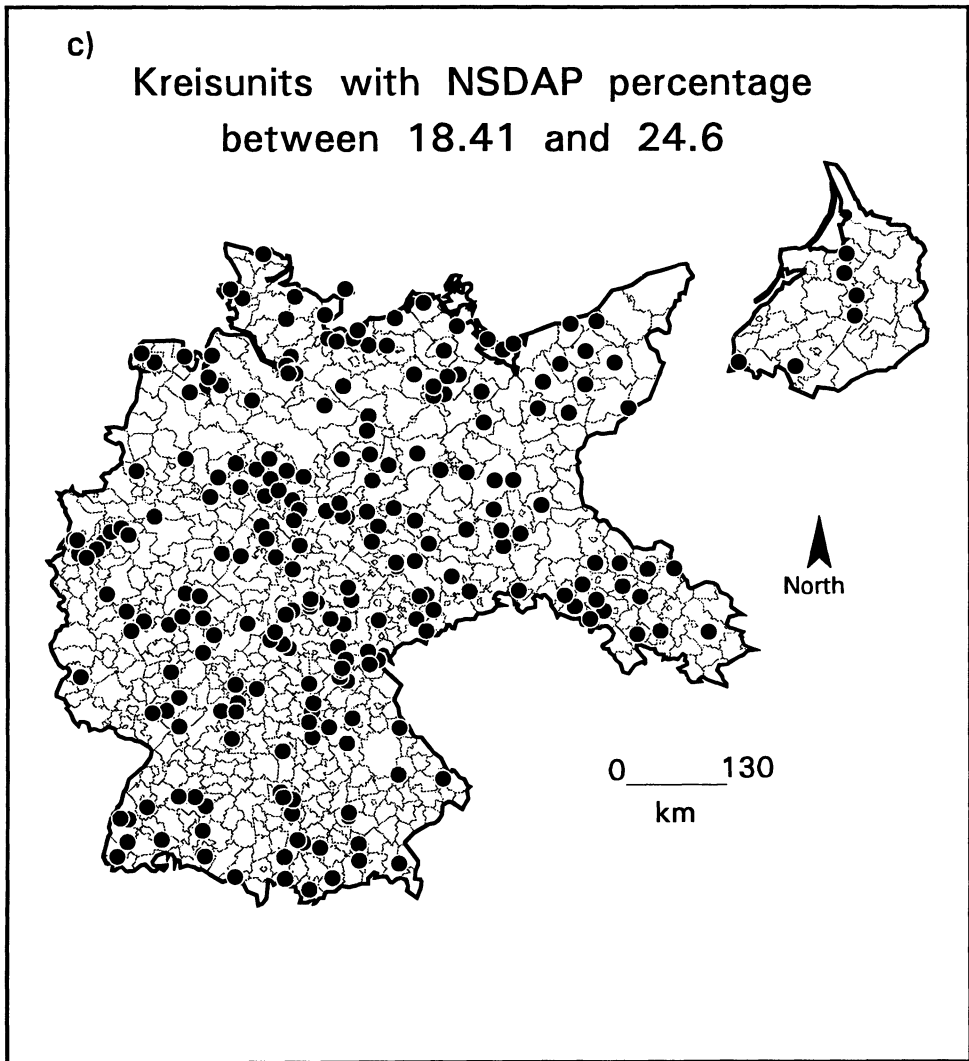 c)
Kreisunits with NSDAP percentage
between 18.41 and 24.6
North
0 130
km